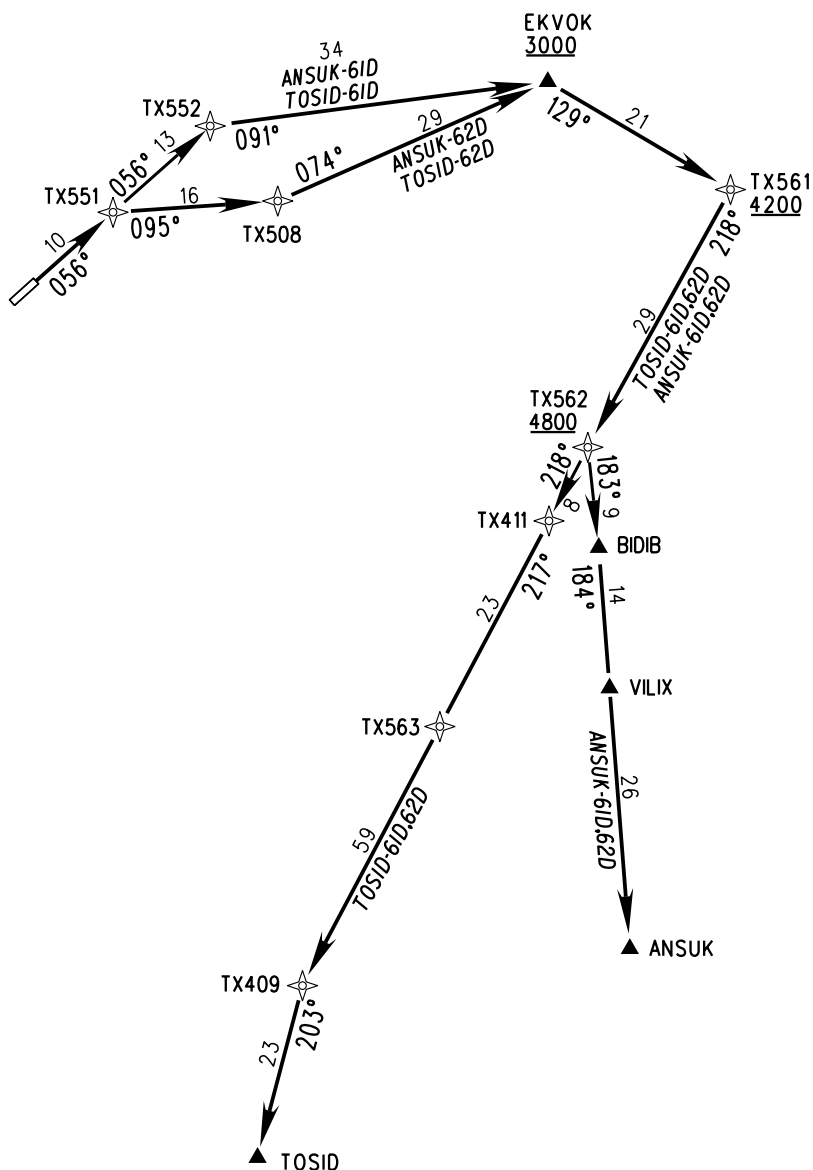 EKVOK
3000
34
ANSUK-61D
TOSID-61D
TX552
091°
129°
21
29
ANSUK-62D
TOSID-62D
074°
13
056°
TX551
16
095°
TX508
10
056°
TX561
4200
218°
29
TOSID-61D,62D
ANSUK-61D,62D
TX562
4800
218°
8
183°
9
TX411
BIDIB
217°
23
184°
14
VILIX
TX563
26
ANSUK-61D,62D
59
TOSID-61D,62D
ANSUK
TX409
203°
23
TOSID